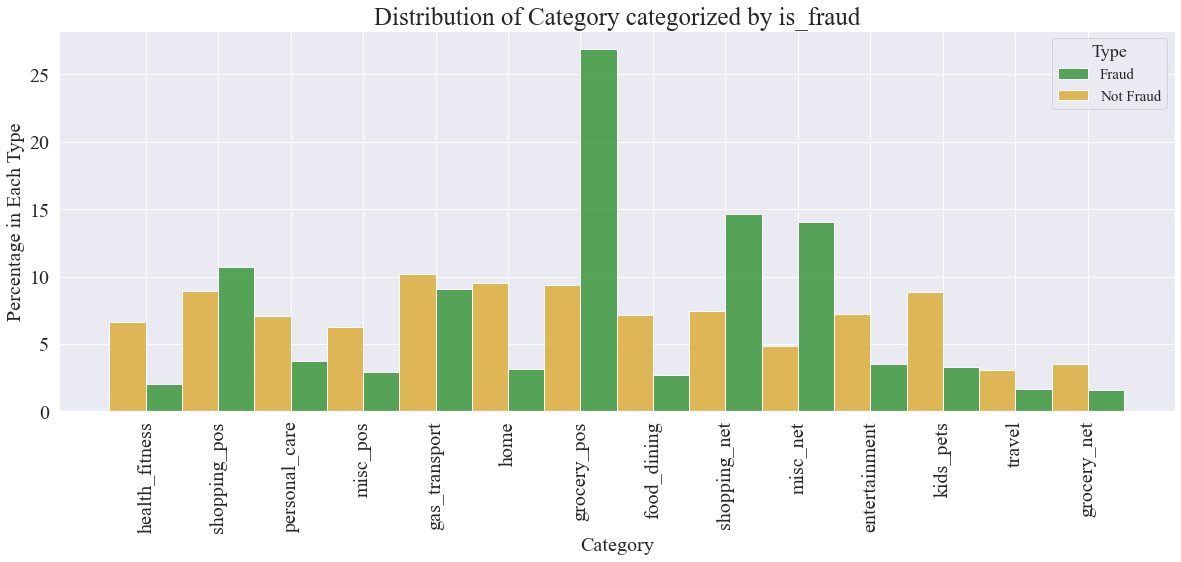 Distribution of Category categorized by is_fraud
Type
Fraud
Not Fraud
Percentage in Each Type
25
20
15
10
5
0
health_fitness
shopping_pos
personal_care
misc_pos
gas_transport
home
grocery_pos
food_dining
shopping_net
misc_net
entertainment
kids_pets
travel
grocery_net
Category